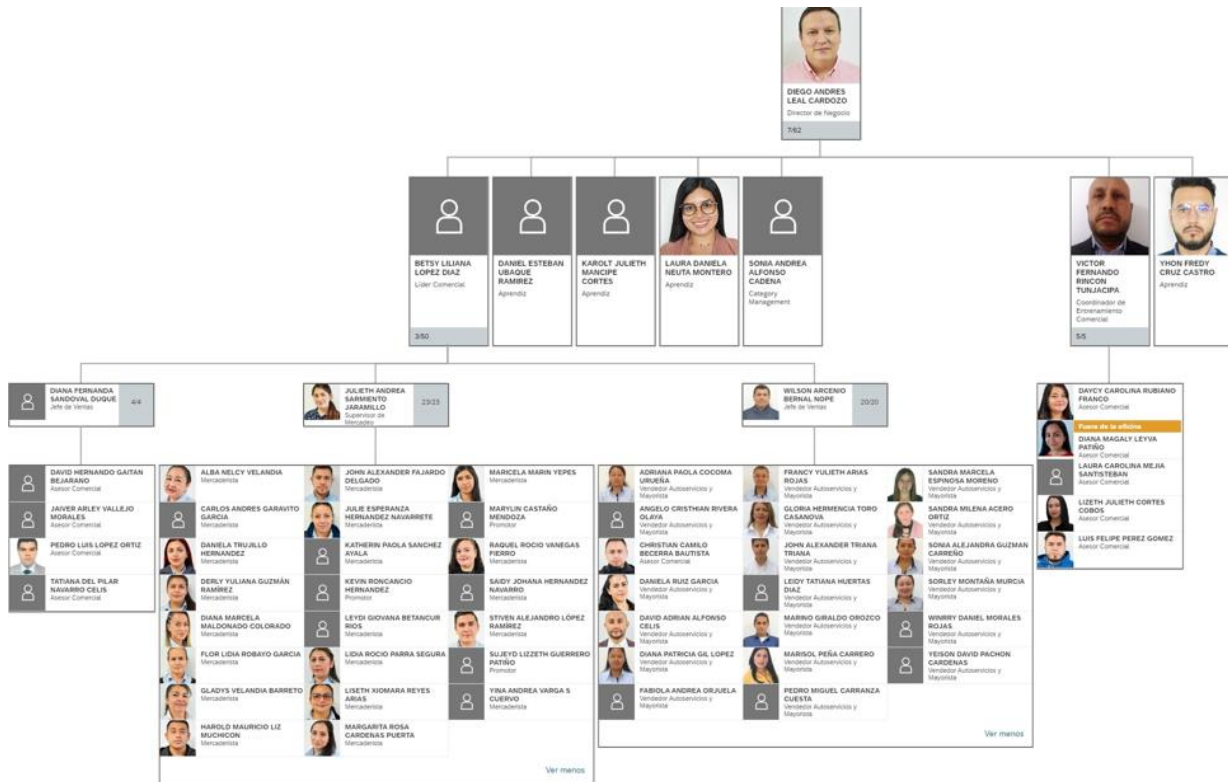 DIEGO ANDRES
LEAL CARDOZO
Director de Negocio
7/62
BETSY LILIANA
LOPEZ DIAZ
Líder Comercial
3/50
DANIEL ESTEBAN
UBAQUE
RAMIREZ
Aprendiz
KAROLT JULIETH
MANCIPE
CORTES
Aprendiz
LAURA DANIELA
NEUTA MONTERO
Aprendiz
SONIA ANDREA
ALFONSO
CADENA
Category
Management
VICTOR
FERNANDO
RINCON
TUNJACIPA
Coordinador de
Entrenamiento
Comercial
5/5
YHON FREDY
CRUZ CASTRO
Aprendiz
DIANA FERNANDA
SANDOVAL DUQUE
Jefe de Ventas
4/4
JULIETH ANDREA
SARMIENTO
JARAMILLO
Supervisor de
Mercadeo
23/23
WILSON ARCENIO
BERNAL NOPE
Jefe de Ventas
20/20
DAYCY CAROLINA RUBIANO
FRANCO
Asesor Comercial
Fuera de la oficina
DIANA MAGALY LEYVA
PATIÑO
Asesor Comercial
LAURA CAROLINA MEJIA
SANTISTEBAN
Asesor Comercial
LIZETH JULIETH CORTES
COBOS
Asesor Comercial
LUIS FELIPE PEREZ GOMEZ
Asesor Comercial
DAVID HERNANDO GAITAN
BEJARANO
Asesor Comercial
JAIVER ARLEY VALLEJO
MORALES
Asesor Comercial
PEDRO LUIS LOPEZ ORTIZ
Asesor Comercial
TATIANA DEL PILAR
NAVARRO CELIS
Asesor Comercial
ALBA NELCY VELANDIA
Mercaderista
CARLOS ANDRES GARAVITO
GARCIA
Mercaderista
DANIELA TRUJILLO
HERNANDEZ
Mercaderista
DERLY YULIANA GUZMÁN
RAMÍREZ
Mercaderista
DIANA MARCELA
MALDONADO COLORADO
Mercaderista
FLOR LIDIA ROBAYO GARCIA
Mercaderista
GLADYS VELANDIA BARRETO
Mercaderista
HAROLD MAURICIO LIZ
MUCHICON
Mercaderista
JOHN ALEXANDER FAJARDO
DELGADO
Mercaderista
JULIE ESPERANZA
HERNANDEZ NAVARRETE
Mercaderista
KATHERIN PAOLA SANCHEZ
AYALA
Mercaderista
KEVIN RONCANCIO
HERNANDEZ
Promotor
LEYDI GIOVANA BETANCUR
RIOS
Mercaderista
LIDIA ROCIO PARRA SEGURA
Mercaderista
LISETH XIOMARA REYES
ARIAS
Mercaderista
MARGARITA ROSA
CARDENAS PUERTA
Mercaderista
MARICELA MARIN YEPES
Mercaderista
MARYLIN CASTAÑO
MENDOZA
Promotor
RAQUEL ROCIO VANEGAS
FIERRO
Mercaderista
SAIDY JOHANA HERNANDEZ
NAVARRO
Mercaderista
STIVEN ALEJANDRO LÓPEZ
RAMÍREZ
Mercaderista
SUJEYD LIZZETH GUERRERO
PATIÑO
Promotor
YINA ANDREA VARGA S
CUERVO
Mercaderista
Ver menos
ADRIANA PAOLA COCOMA
URUEÑA
Vendedor Autoservicios y
Mayorista
ANGELO CRISTHIAN RIVERA
OLAYA
Vendedor Autoservicios y
Mayorista
CHRISTIAN CAMILO
BECERRA BAUTISTA
Asesor Comercial
DANIELA RUIZ GARCIA
Vendedor Autoservicios y
Mayorista
DAVID ADRIAN ALFONSO
CELIS
Vendedor Autoservicios y
Mayorista
DIANA PATRICIA GIL LOPEZ
Vendedor Autoservicios y
Mayorista
FABIOLA ANDREA ORJUELA
Vendedor Autoservicios y
Mayorista
FRANCY YULIETH ARIAS
ROJAS
Vendedor Autoservicios y
Mayorista
GLORIA HERMENCIA TORO
CASANOVA
Vendedor Autoservicios y
Mayorista
JOHN ALEXANDER TRIANA
TRIANA
Vendedor Autoservicios y
Mayorista
LEIDY TATIANA HUERTAS
DIAZ
Vendedor Autoservicios y
Mayorista
MARINO GIRALDO OROZCO
Vendedor Autoservicios y
Mayorista
MARISOL PEÑA CARRERO
Vendedor Autoservicios y
Mayorista
PEDRO MIGUEL CARRANZA
CUESTA
Vendedor Autoservicios y
Mayorista
SANDRA MARCELA
ESPINOSA MORENO
Vendedor Autoservicios y
Mayorista
SANDRA MILENA ACERO
ORTIZ
Vendedor Autoservicios y
Mayorista
SONIA ALEJANDRA GUZMAN
CARREÑO
Vendedor Autoservicios y
Mayorista
SORLEY MONTAÑA MURCIA
Vendedor Autoservicios y
Mayorista
WINRRY DANIEL MORALES
ROJAS
Vendedor Autoservicios y
Mayorista
YEISON DAVID PACHON
CARDENAS
Vendedor Autoservicios y
Mayorista
Ver menos